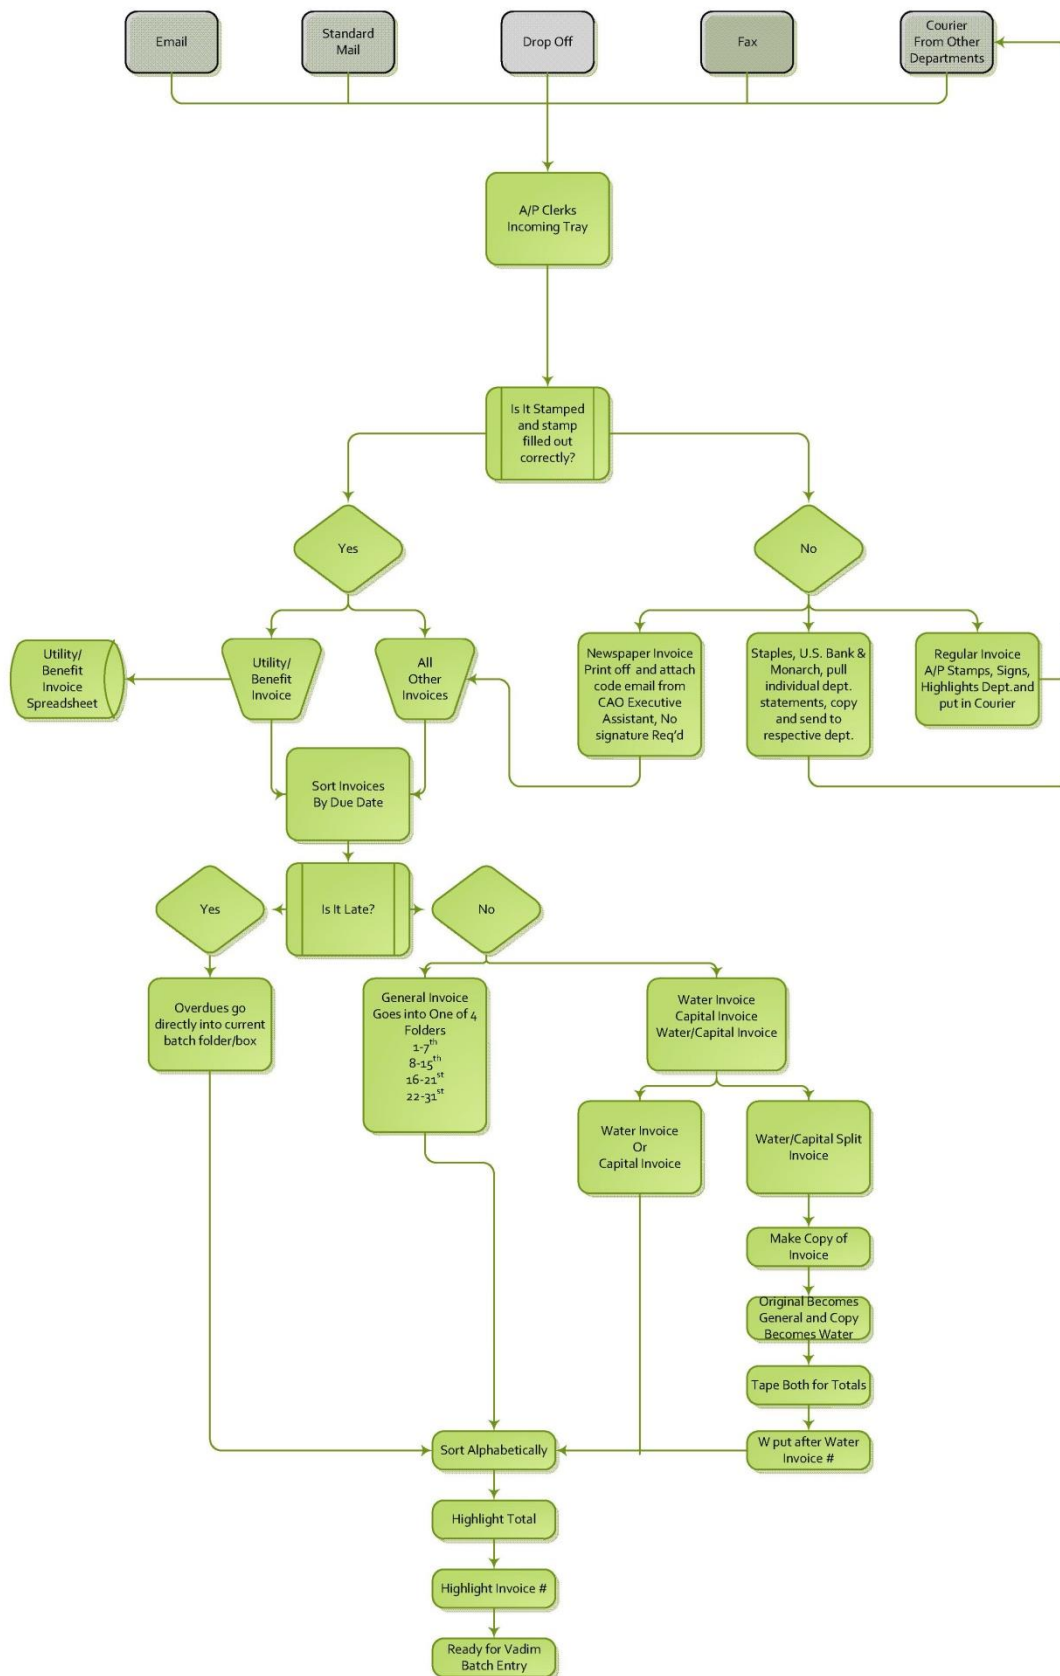 Email
Standard
Mail
Drop Off
Fax
Courier
From Other
Departments
A/P Clerks
Incoming Tray
Is It Stamped
and stamp
filled out
correctly?
Yes
No
Utility/
Benefit
Invoice
Spreadsheet
Utility/
Benefit
Invoice
All
Other
Invoices
Newspaper Invoice
Print off and attach
code email from
CAO Executive
Assistant, No
signature Req'd
Staples, U.S. Bank &
Monarch, pull
individual dept.
statements, copy
and send to
respective dept.
Regular Invoice
A/P Stamps, Signs,
Highlights Dept.and
put in Courier
Sort Invoices
By Due Date
Yes
Is It Late?
No
Overdues go
directly into current
batch folder/box
General Invoice
Goes into One of 4
Folders
1-7th
8-15th
16-21st
22-31st
Water Invoice
Capital Invoice
Water/Capital Invoice
Water Invoice
Or
Capital Invoice
Water/Capital Split
Invoice
Make Copy of
Invoice
Original Becomes
General and Copy
Becomes Water
Tape Both for Totals
W put after Water
Invoice #
Sort Alphabetically
Highlight Total
Highlight Invoice #
Ready for Vadim
Batch Entry